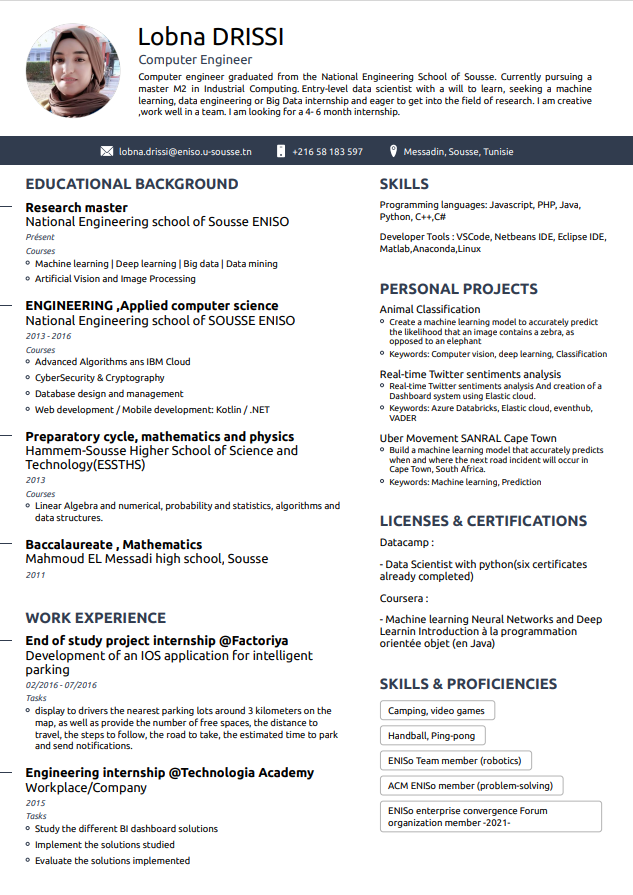 Lobna DRISSI
Computer Engineer
Computer engineer graduated from the National Engineering School of Sousse. Currently pursuing a
master M2 in Industrial Computing. Entry-level data scientist with a will to learn, seeking a machine
learning, data engineering or Big Data internship and eager to get into the field of research. I am creative
,work well in a team. I am looking for a 4- 6 month internship.
lobna.drissi@eniso.u-sousse.tn
+216 58 183 597
Messadin, Sousse, Tunisie
EDUCATIONAL BACKGROUND
Research master
National Engineering school of Sousse ENISO
Présent
Courses
Machine learning | Deep learning | Big data | Data mining
Artificial Vision and Image Processing
ENGINEERING ,Applied computer science
National Engineering school of SOUSSE ENISO
2013 - 2016
Courses
Advanced Algorithms ans IBM Cloud
CyberSecurity & Cryptography
Database design and management
Web development / Mobile development: Kotlin / .NET
Preparatory cycle, mathematics and physics
Hammem-Sousse Higher School of Science and
Technology(ESSTHS)
2013
Courses
Linear Algebra and numerical, probability and statistics, algorithms and
data structures.
Baccalaureate , Mathematics
Mahmoud EL Messadi high school, Sousse
2011
WORK EXPERIENCE
End of study project internship @Factoriya
Development of an IOS application for intelligent
parking
02/2016 - 07/2016
Tasks
display to drivers the nearest parking lots around 3 kilometers on the
map, as well as provide the number of free spaces, the distance to
travel, the steps to follow, the road to take, the estimated time to park
and send notifications.
Engineering internship @Technologia Academy
Workplace/Company
2015
Tasks
Study the different BI dashboard solutions
Implement the solutions studied
Evaluate the solutions implemented
SKILLS
Programming languages: Javascript, PHP, Java,
Python, C++,C#
Developer Tools : VSCode, Netbeans IDE, Eclipse IDE,
Matlab,Anaconda,Linux
PERSONAL PROJECTS
Animal Classification
Create a machine learning model to accurately predict
the likelihood that an image contains a zebra, as
opposed to an elephant
Keywords: Computer vision, deep learning, Classification
Real-time Twitter sentiments analysis
Real-time Twitter sentiments analysis And creation of a
Dashboard system using Elastic cloud.
Keywords: Azure Databricks, Elastic cloud, eventhub,
VADER
Uber Movement SANRAL Cape Town
Build a machine learning model that accurately predicts
when and where the next road incident will occur in
Cape Town, South Africa.
Keywords: Machine learning, Prediction
LICENSES & CERTIFICATIONS
Datacamp :
- Data Scientist with python(six certificates
already completed)
Coursera :
- Machine learning Neural Networks and Deep
Learnin Introduction à la programmation
orientée objet (en Java)
SKILLS & PROFICIENCIES
Camping, video games
Handball, Ping-pong
ENISo Team member (robotics)
ACM ENISo member (problem-solving)
ENISo enterprise convergence Forum
organization member -2021-